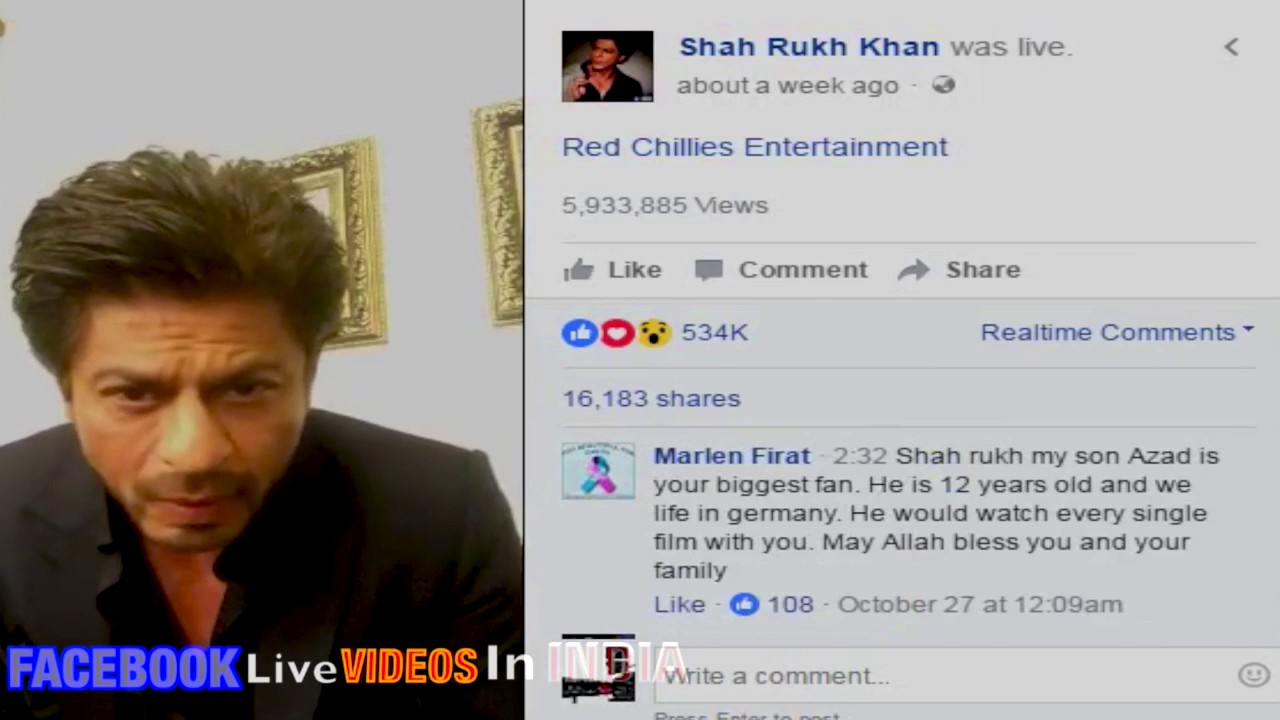 Shah Rukh Khan was live.
about a week ago ·
Red Chillies Entertainment
5,933,885 Views
Like Comment Share
534K Realtime Comments
16,183 shares
Marlen Firat · 2:32 Shah rukh my son Azad is
your biggest fan. He is 12 years old and we
life in germany. He would watch every single
film with you. May Allah bless you and your
family
Like · 108 · October 27 at 12:09am
Write a comment...
Press Enter to post.
FACEBOOK Live VIDEOS In INDIA